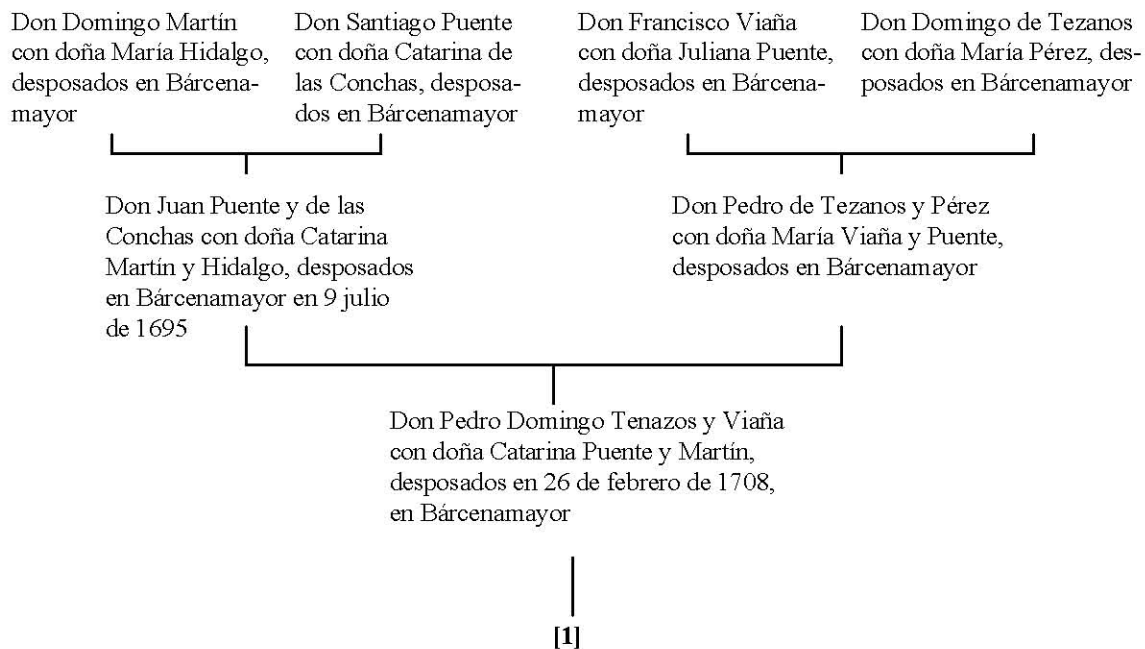 Don Domingo Martín
con doña María Hidalgo,
desposados en Bárcena-
mayor
Don Santiago Puente
con doña Catarina de
las Conchas, desposa-
dos en Bárcenamayor
Don Francisco Viaña
con doña Juliana Puente,
desposados en Bárcena-
mayor
Don Domingo de Tezanos
con doña María Pérez, des-
posados en Bárcenamayor
Don Juan Puente y de las
Conchas con doña Catarina
Martín y Hidalgo, desposados
en Bárcenamayor en 9 julio
de 1695
Don Pedro de Tezanos y Pérez
con doña María Viaña y Puente,
desposados en Bárcenamayor
Don Pedro Domingo Tenazos y Viaña
con doña Catarina Puente y Martín,
desposados en 26 de febrero de 1708,
en Bárcenamayor
[1]